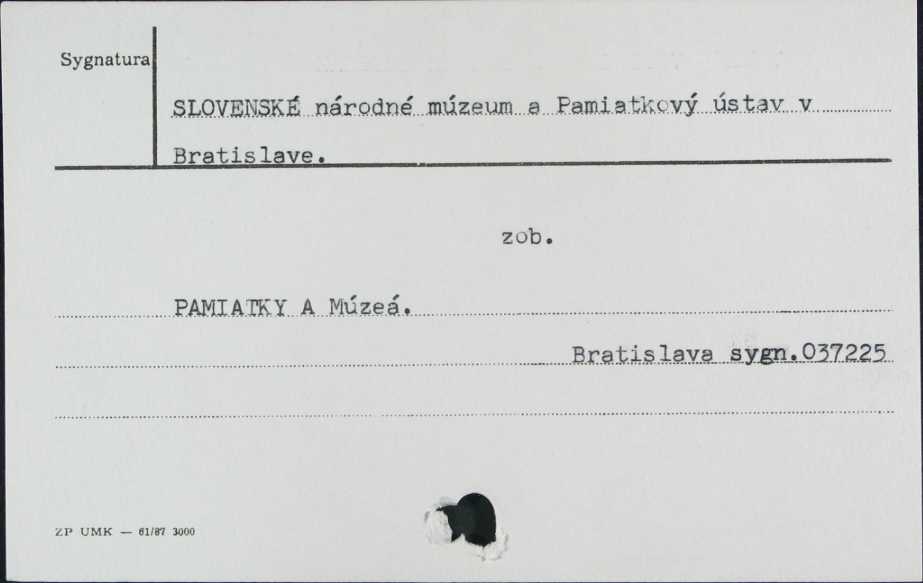 Sygnatura
SLOVENSKÉ národné múzeum a Pamiatkový ústav v
Bratislave.
zob.
PAMIATKY A Múzeá.
Bratislava sygn.037225
ZP UMK — 61/87 3000